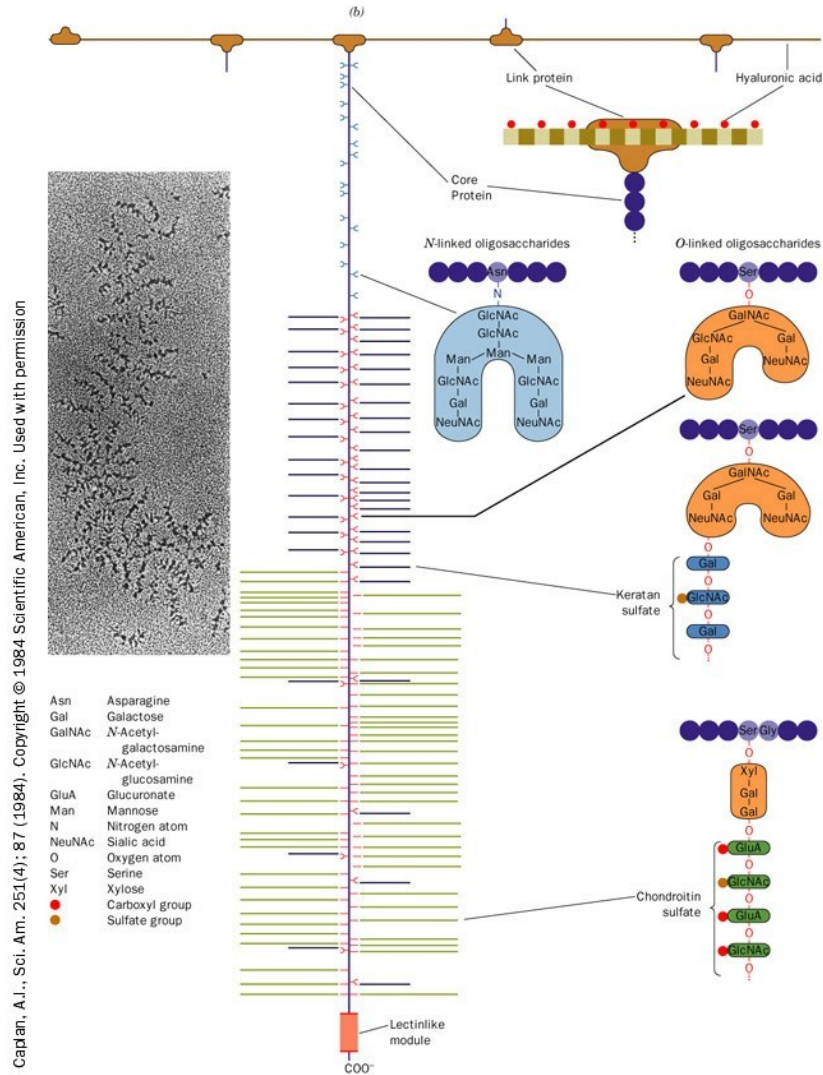 (b)
Link protein
Hyaluronic acid
Core
Protein
N-linked oligosaccharides
O-linked oligosaccharides
Asn
N
GlcNAc
GlcNAc
Man
Man
Man
GlcNAc
GlcNAc
Gal
Gal
NeuNAc
NeuNAc
Ser
O
GalNAc
GlcNAc
Gal
Gal
NeuNAc
NeuNAc
Ser
O
GalNAc
Gal
Gal
NeuNAc
NeuNAc
O
Gal
O
GlcNAc
O
Gal
O
Keratan
sulfate
Asn Asparagine
Gal Galactose
GalNAc N-Acetyl-
galactosamine
GlcNAc N-Acetyl-
glucosamine
GluA Glucuronate
Man Mannose
N Nitrogen atom
NeuNAc Sialic acid
O Oxygen atom
Ser Serine
Xyl Xylose
Carboxyl group
Sulfate group
Ser Gly
O
Xyl
Gal
Gal
O
GluA
O
GlcNAc
O
GluA
O
GlcNAc
O
Chondroitin
sulfate
Lectinlike
module
COO⁻
Caplan, A.I., Sci. Am. 251(4); 87 (1984). Copyright © 1984 Scientific American, Inc. Used with permission